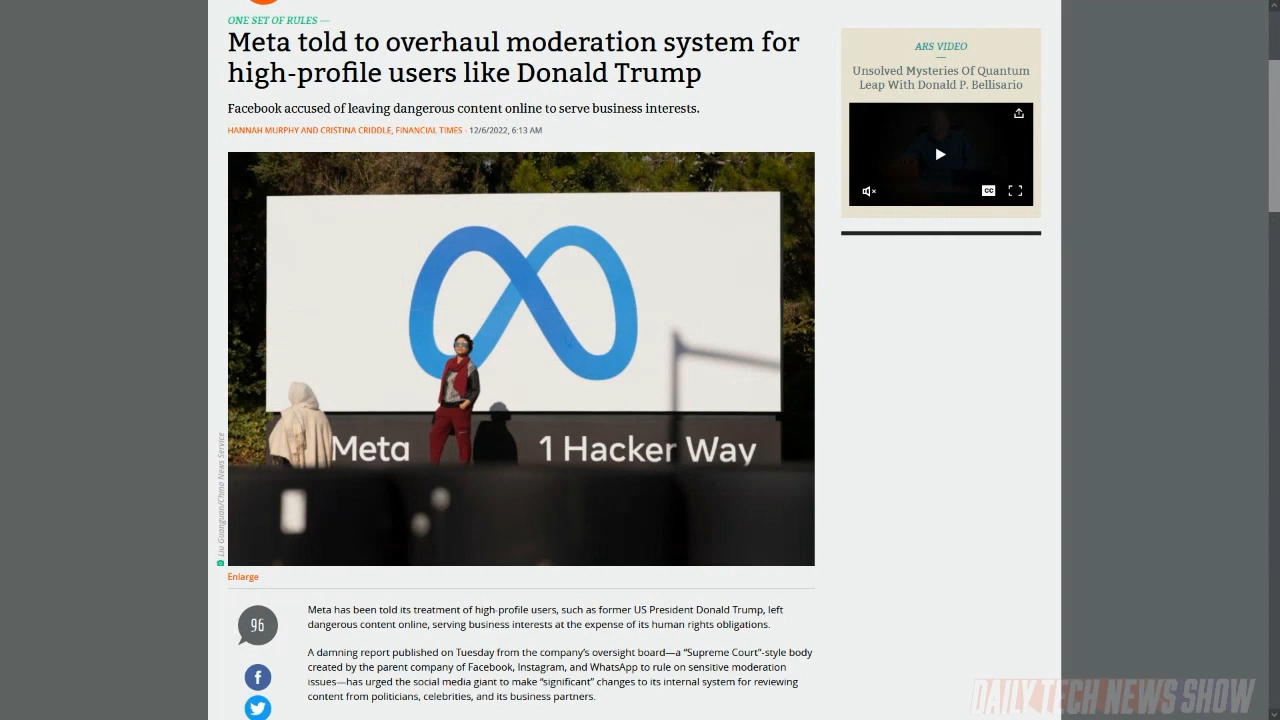 ONE SET OF RULES —
Meta told to overhaul moderation system for
high-profile users like Donald Trump
Facebook accused of leaving dangerous content online to serve business interests.
HANNAH MURPHY AND CRISTINA CRIDDLE, FINANCIAL TIMES - 12/6/2022, 6:13 AM
Meta
1 Hacker Way
Liu Guanguan/China News Service
Enlarge
96
Meta has been told its treatment of high-profile users, such as former US President Donald Trump, left
dangerous content online, serving business interests at the expense of its human rights obligations.
A damning report published on Tuesday from the company's oversight board—a “Supreme Court”-style body
created by the parent company of Facebook, Instagram, and WhatsApp to rule on sensitive moderation
issues—has urged the social media giant to make “significant” changes to its internal system for reviewing
content from politicians, celebrities, and its business partners.
ARS VIDEO
Unsolved Mysteries Of Quantum
Leap With Donald P. Bellisario
CC
DAILY TECH NEWS SHOW